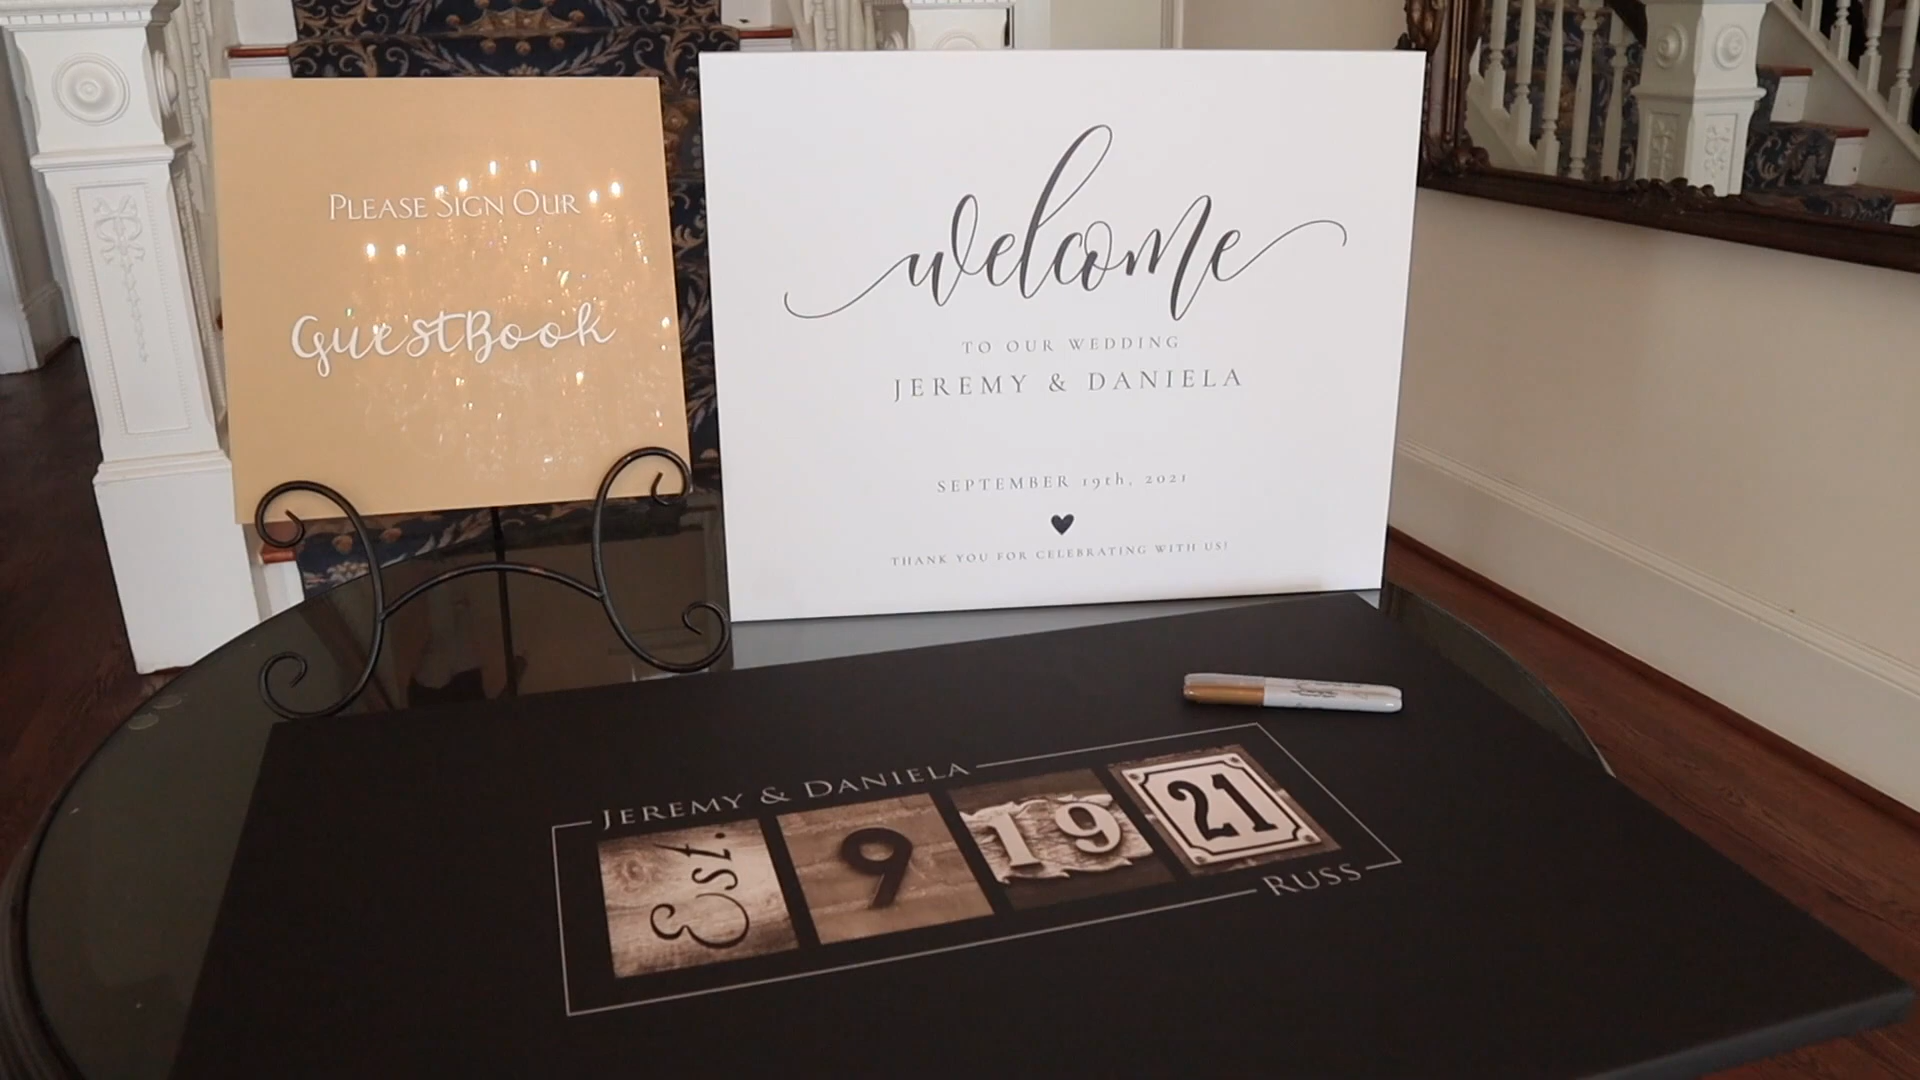 PLEASE SIGN OUR
GuestBook
welcome
TO OUR WEDDING
JEREMY & DANIELA
SEPTEMBER 19th, 2021
THANK YOU FOR CELEBRATING WITH US!
JEREMY & DANIELA
Est. 9 19 21
RUSS